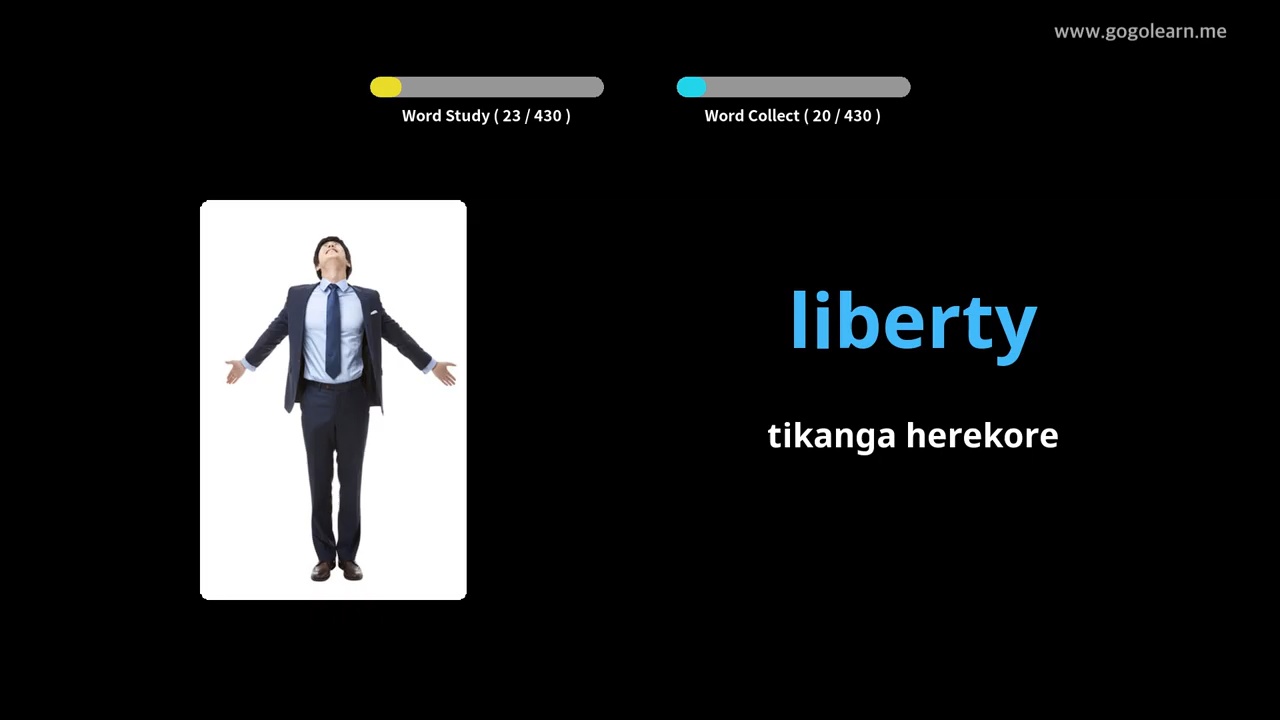 www.gogolearn.me
Word Study ( 23 / 430 )
Word Collect ( 20 / 430 )
liberty
tikanga herekore